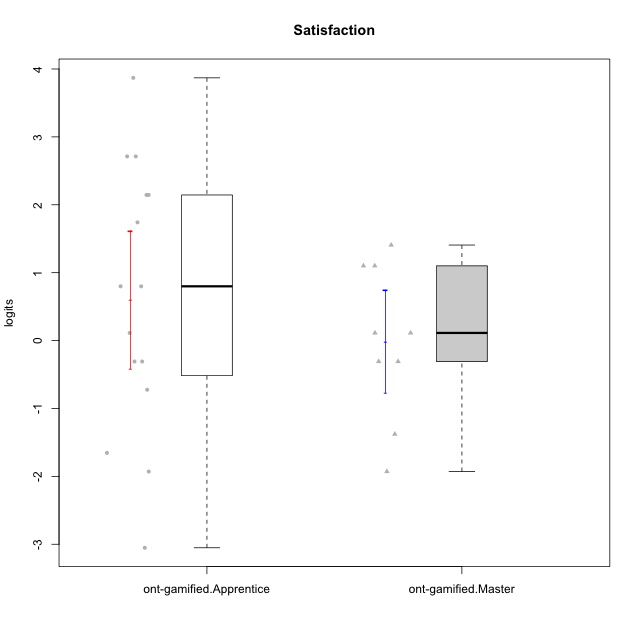 Satisfaction
logits
4
3
2
1
0
-1
-2
-3
ont-gamified.Apprentice
ont-gamified.Master